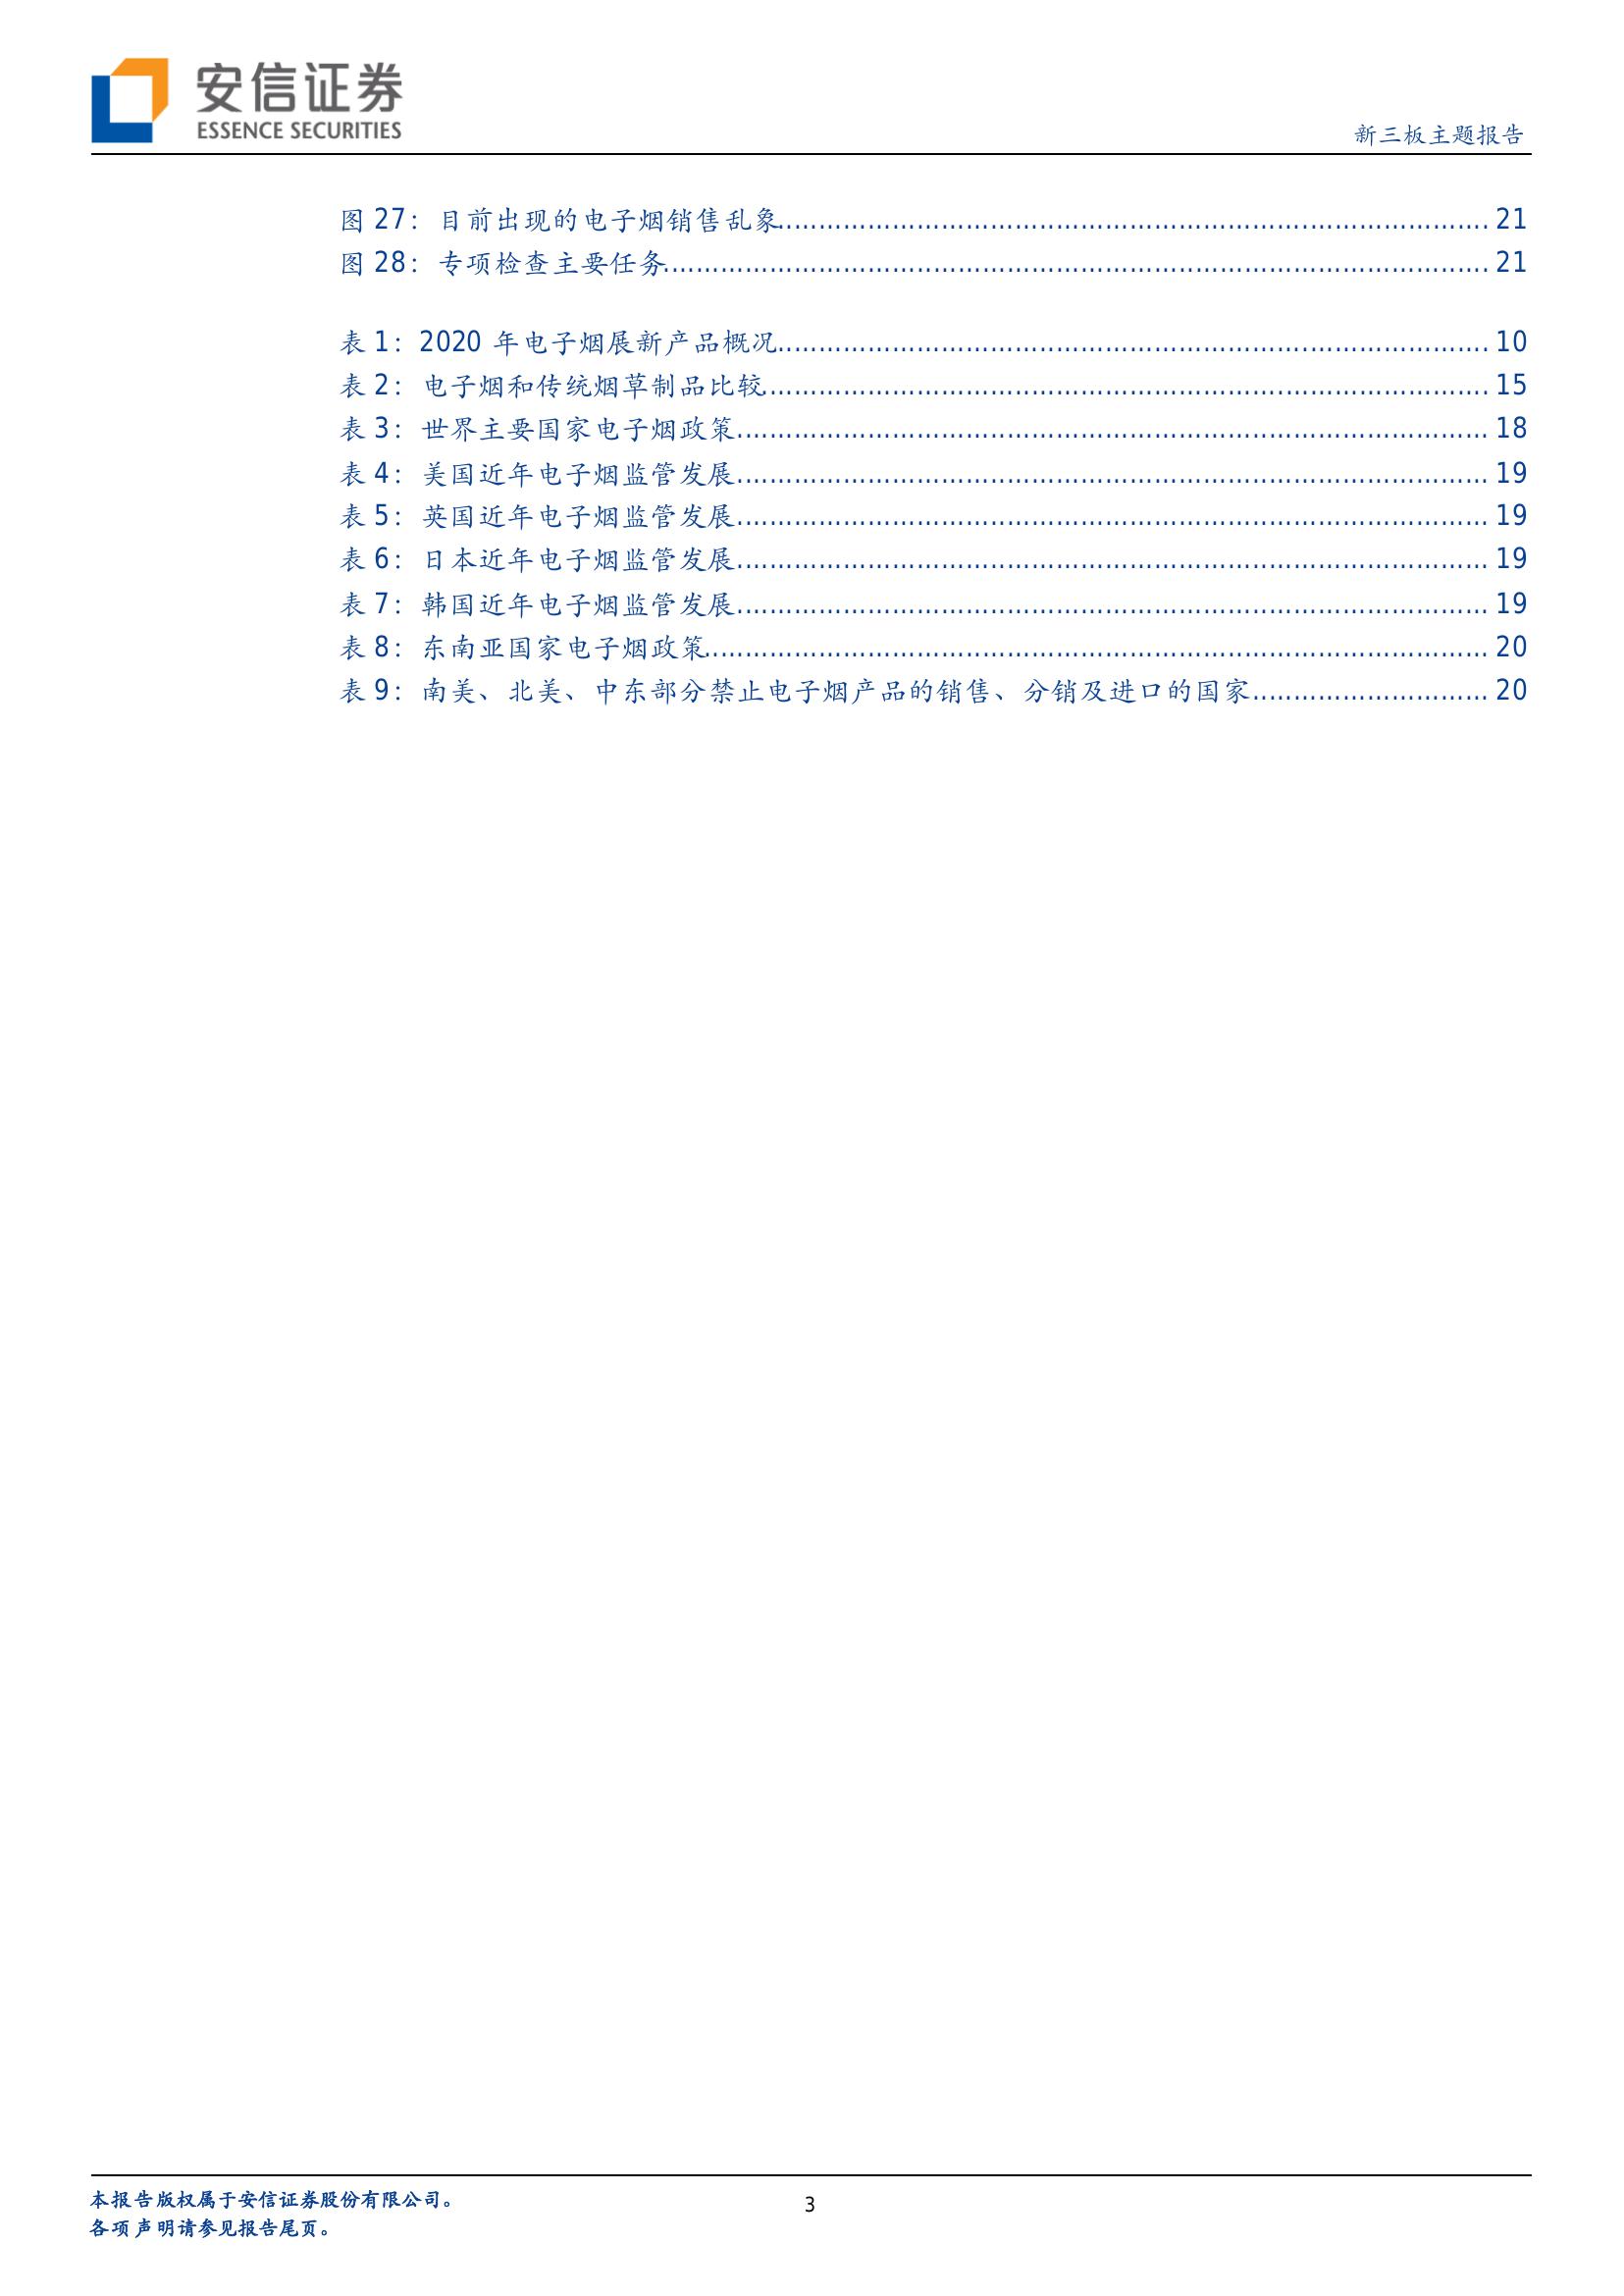 安信证券
ESSENCE SECURITIES
新三板主题报告
图 27：目前出现的电子烟销售乱象........................................................................................ 21
图 28：专项检查主要任务..................................................................................................... 21
表 1：2020 年电子烟展新产品概况....................................................................................... 10
表 2：电子烟和传统烟草制品比较......................................................................................... 15
表 3：世界主要国家电子烟政策............................................................................................ 18
表 4：美国近年电子烟监管发展............................................................................................ 19
表 5：英国近年电子烟监管发展............................................................................................ 19
表 6：日本近年电子烟监管发展............................................................................................ 19
表 7：韩国近年电子烟监管发展............................................................................................ 19
表 8：东南亚国家电子烟政策................................................................................................ 20
表 9：南美、北美、中东部分禁止电子烟产品的销售、分销及进口的国家............................. 20
本报告版权属于安信证券股份有限公司。
各项声明请参见报告尾页。
3